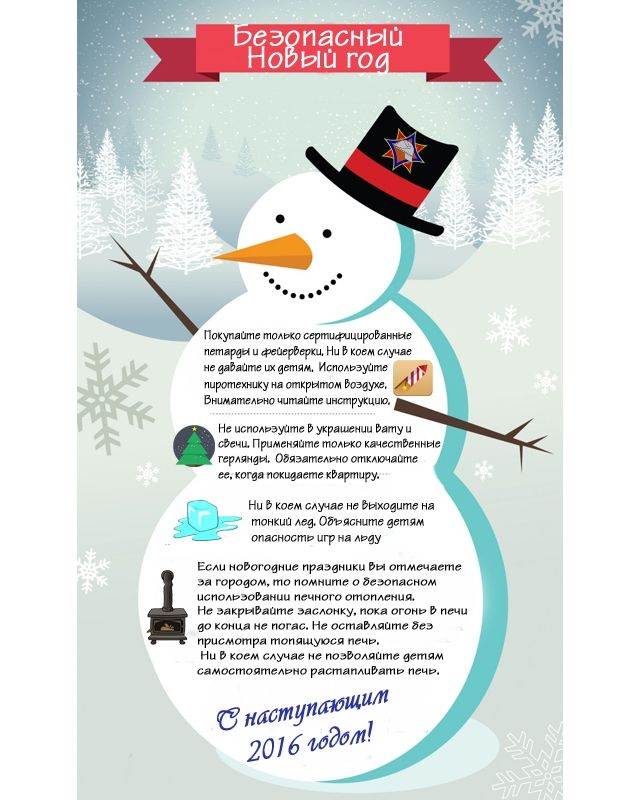 Безопасный
Новый год
Покупайте только сертифицированные
петарды и фейерверки. Ни в коем случае
не давайте их детям. Используйте
пиротехнику на открытом воздухе.
Внимательно читайте инструкцию.
Не используйте в украшении вату и
свечи. Применяйте только качественные
герлянды. Обязательно отключайте
ее, когда покидаете квартиру.
Ни в коем случае не выходите на
тонкий лед. Объясните детям
опасность игр на льду
Если новогодние праздники вы отмечаете
за городом, то помните о безопасном
использовании печного отопления.
Не закрывайте заслонку, пока огонь в печи
до конца не погас. Не оставляйте без
присмотра топящуюся печь.
Ни в коем случае не позволяйте детям
самостоятельно растапливать печь.
С наступающим
2016 годом!